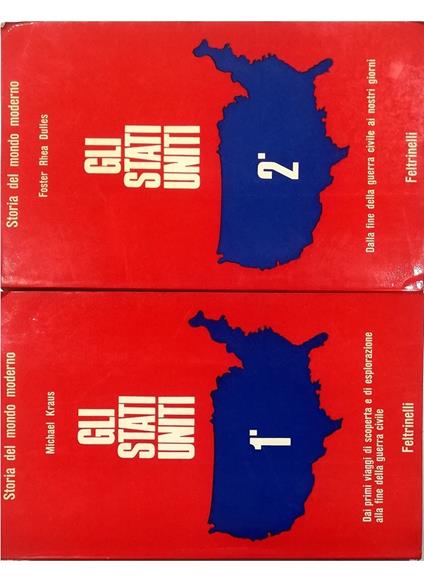 Storia del mondo moderno
Foster Rhea Dulles
GLI
STATI
UNITI
2°
Dalla fine della guerra civile ai nostri giorni
Feltrinelli
Storia del mondo moderno
Michael Kraus
GLI
STATI
UNITI
1°
Dai primi viaggi di scoperta e di esplorazione
alla fine della guerra civile
Feltrinelli